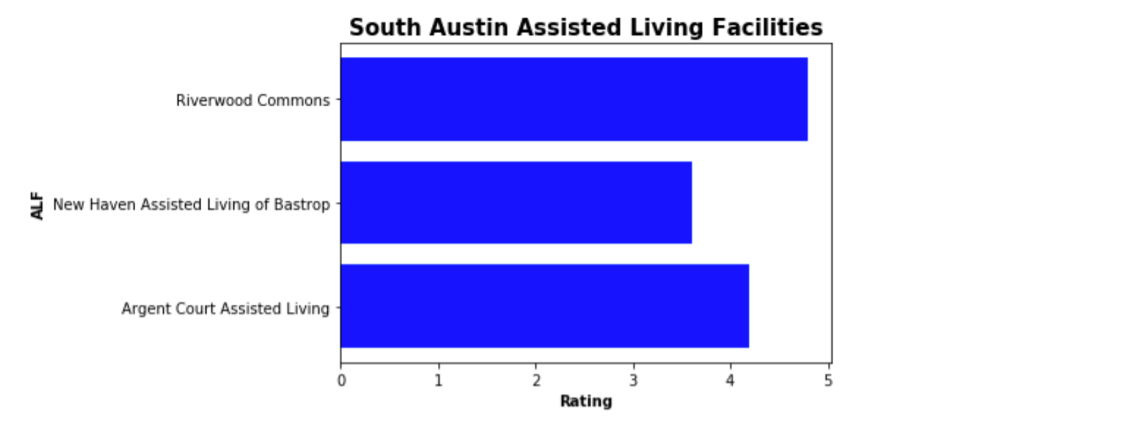 South Austin Assisted Living Facilities
Riverwood Commons
New Haven Assisted Living of Bastrop
Argent Court Assisted Living
ALF
0 1 2 3 4 5
Rating